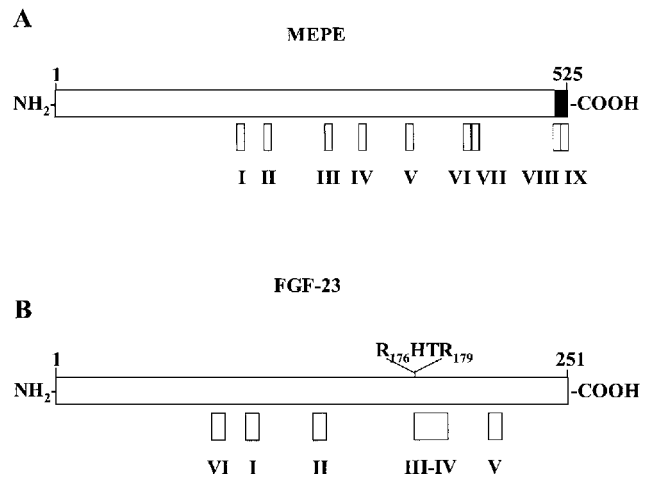 A
MEPE
1 525
NH2- -COOH
I II III IV V VI VII VIII IX
FGF-23
B
R176HTR179
1 251
NH2- -COOH
VI I II III-IV V